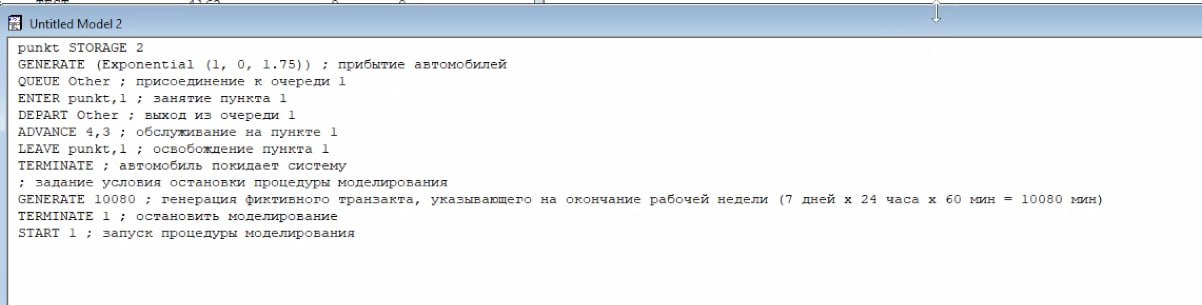 Untitled Model 2
punkt STORAGE 2
GENERATE (Exponential (1, 0, 1.75)) ; прибытие автомобилей
QUEUE Other ; присоединение к очереди 1
ENTER punkt,1 ; занятие пункта 1
DEPART Other ; выход из очереди 1
ADVANCE 4,3 ; обслуживание на пункте 1
LEAVE punkt,1 ; освобождение пункта 1
TERMINATE ; автомобиль покидает систему
; задание условия остановки процедуры моделирования
GENERATE 10080 ; генерация фиктивного транзакта, указывающего на окончание рабочей недели (7 дней x 24 часа x 60 мин = 10080 мин)
TERMINATE 1 ; остановить моделирование
START 1 ; запуск процедуры моделирования